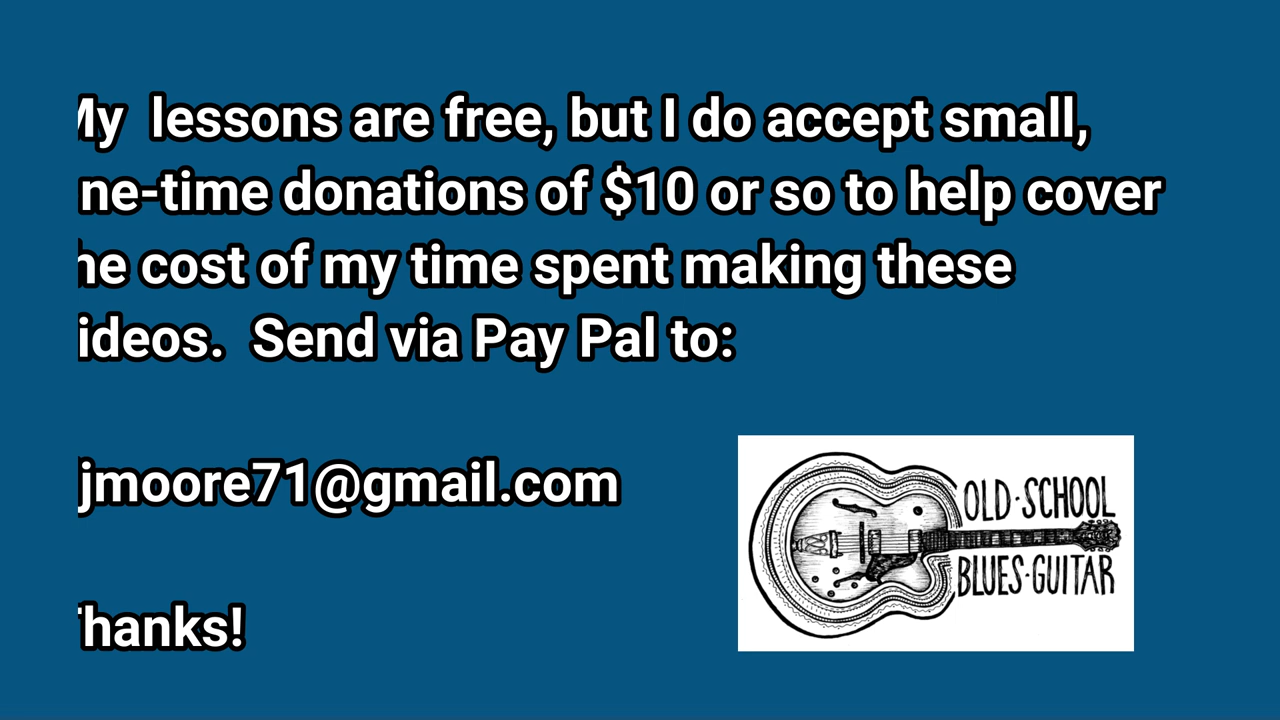 My  lessons are free, but I do accept small,
ne-time donations of $10 or so to help cover
he cost of my time spent making these
ideos.  Send via Pay Pal to:
jmoore71@gmail.com
Thanks!
OLD·SCHOOL
BLUES·GUITAR